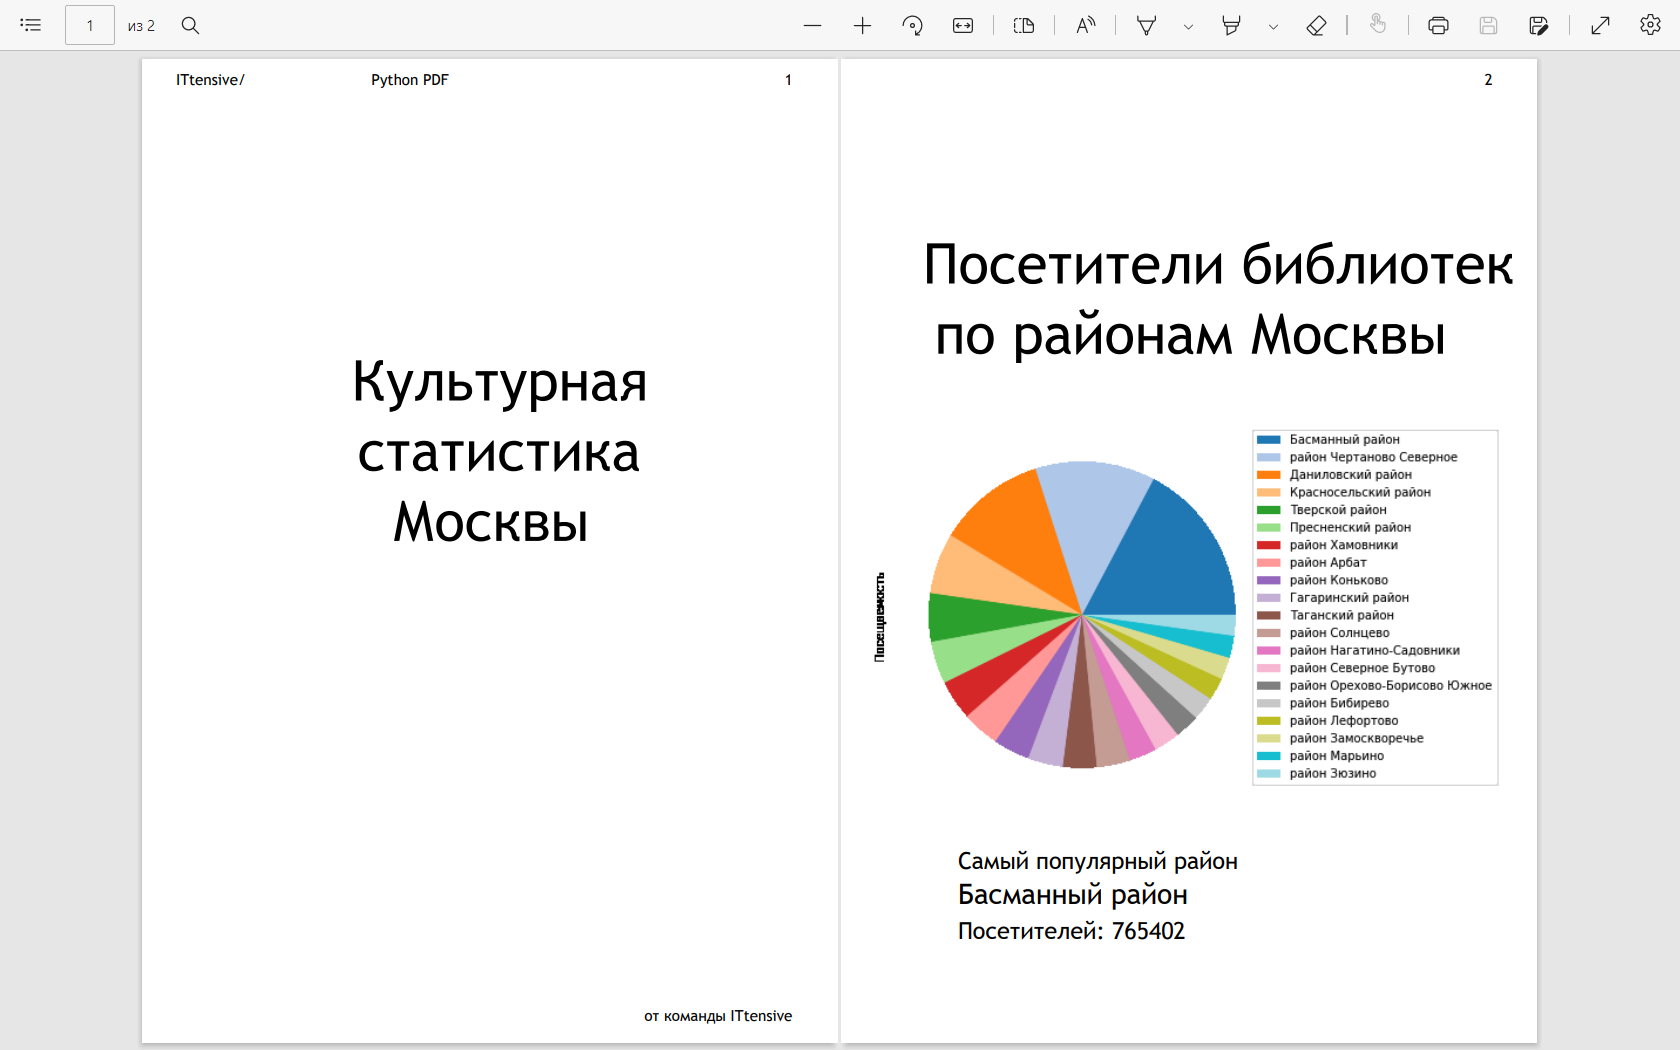 1 из 2
ITtensive/ Python PDF 1
Культурная
статистика
Москвы
от команды ITtensive
2
Посетители библиотек
по районам Москвы
Басманный район
район Чертаново Северное
Даниловский район
Красносельский район
Тверской район
Пресненский район
район Хамовники
район Арбат
район Коньково
Гагаринский район
Таганский район
район Солнцево
район Нагатино-Садовники
район Северное Бутово
район Орехово-Борисово Южное
район Бибирево
район Лефортово
район Замоскворечье
район Марьино
район Зюзино
Самый популярный район
Басманный район
Посетителей: 765402